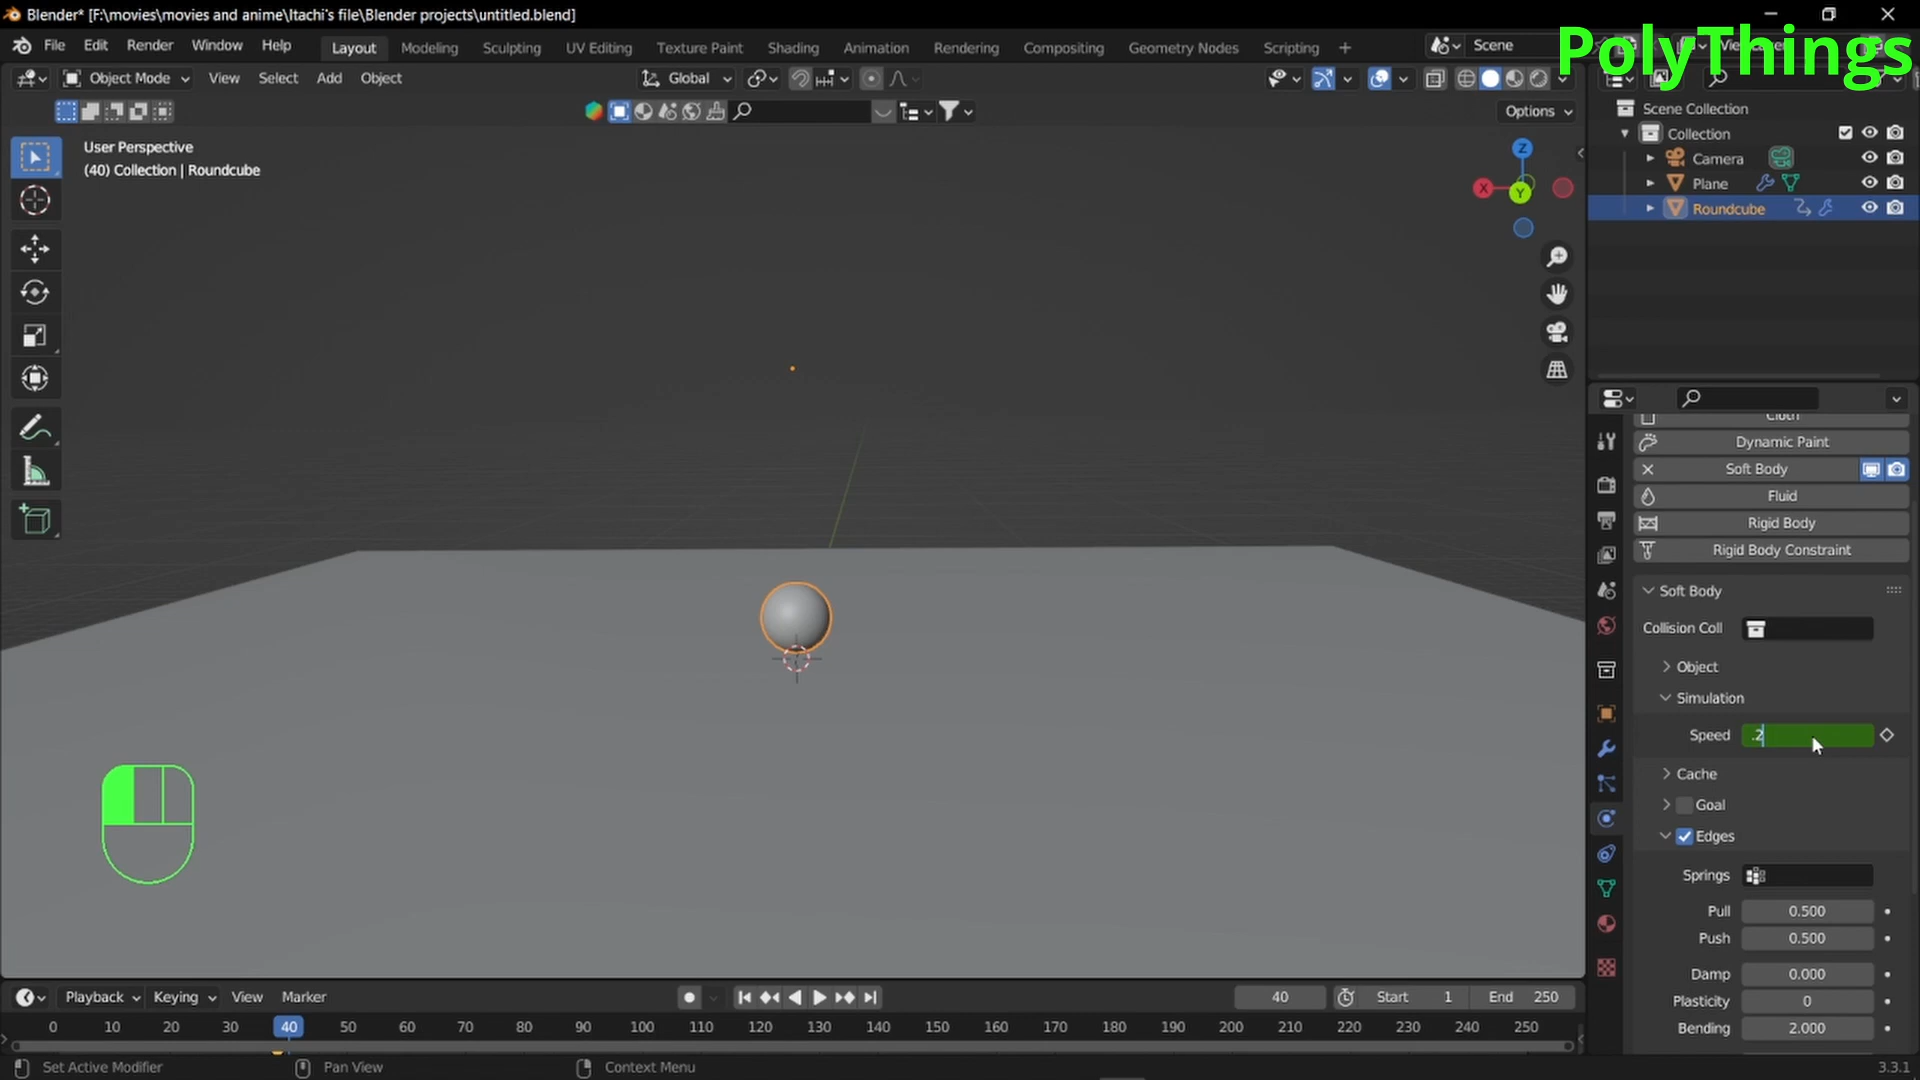 Blender* [F:\movies\movies and anime\Itachi's file\Blender projects\untitled.blend]
PolyThings
File Edit Render Window Help
Layout Modeling Sculpting UV Editing Texture Paint Shading Animation Rendering Compositing Geometry Nodes Scripting +
Scene
Object Mode View Select Add Object
Global
Options
User Perspective
(40) Collection | Roundcube
Z
X
Y
Scene Collection
Collection
Camera
Plane
Roundcube
Cloth
Dynamic Paint
Soft Body
Fluid
Rigid Body
Rigid Body Constraint
Soft Body
Collision Coll
Object
Simulation
Speed .2
Cache
Goal
Edges
Springs
Pull 0.500
Push 0.500
Damp 0.000
Plasticity 0
Bending 2.000
Playback Keying View Marker
40 Start 1 End 250
0 10 20 30 40 50 60 70 80 90 100 110 120 130 140 150 160 170 180 190 200 210 220 230 240 250
Set Active Modifier Pan View Context Menu 3.3.1